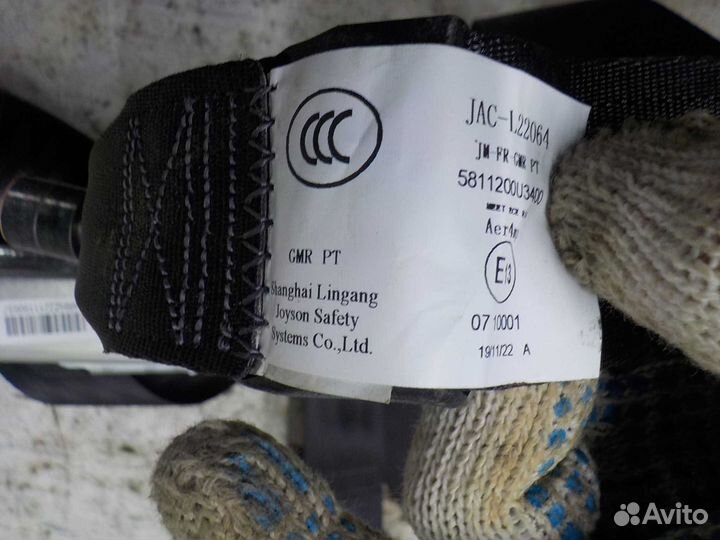 CCC
GMR PT
Shanghai Lingang
Joyson Safety
Systems Co.,Ltd.
JAC-L22064
JM FR GMR PT
5811200U3400
E13
07 10001
19/11/22 A
Avito